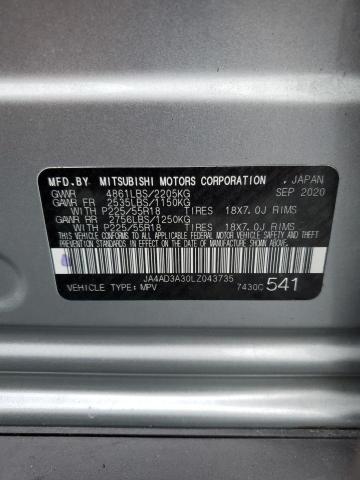 MFD.BY MITSUBISHI MOTORS CORPORATION , JAPAN
GVWR 4861LBS/2205KG SEP 2020
GAWR FR 2535LBS/1150KG
WITH P225/55R18 TIRES 18X7.0J RIMS
GAWR RR 2756LBS/1250KG
WITH P225/55R18 TIRES 18X7.0J RIMS
THIS VEHICLE CONFORMS TO ALL APPLICABLE FEDERAL MOTOR VEHICLE SAFETY, BUMPER, AND
THEFT PREVENTION STANDARDS IN EFFECT ON THE DATE OF MANUFACTURE SHOWN ABOVE.
JA4AD3A30LZ043735
VEHICLE TYPE: MPV 7430C 541